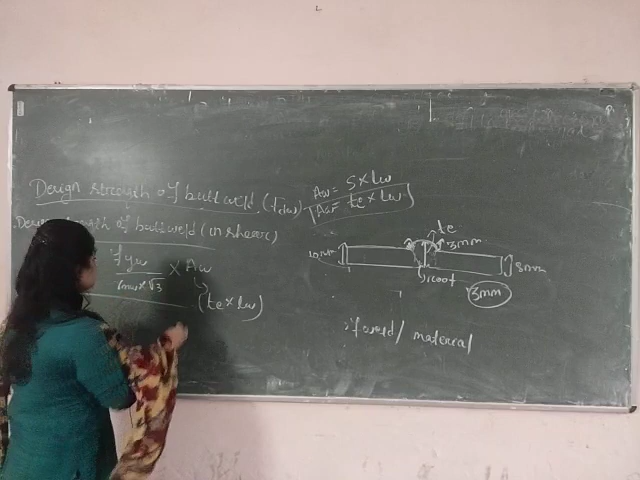 Design strength of butt weld (Tdw)
Aw = S × Lw
Aw = te × Lw
Design strength of butt weld (in shear)
fyw / γmw × √3 × Aw
(te × Lw)
te
3mm
10mm
8mm
root
3mm
If weld / material